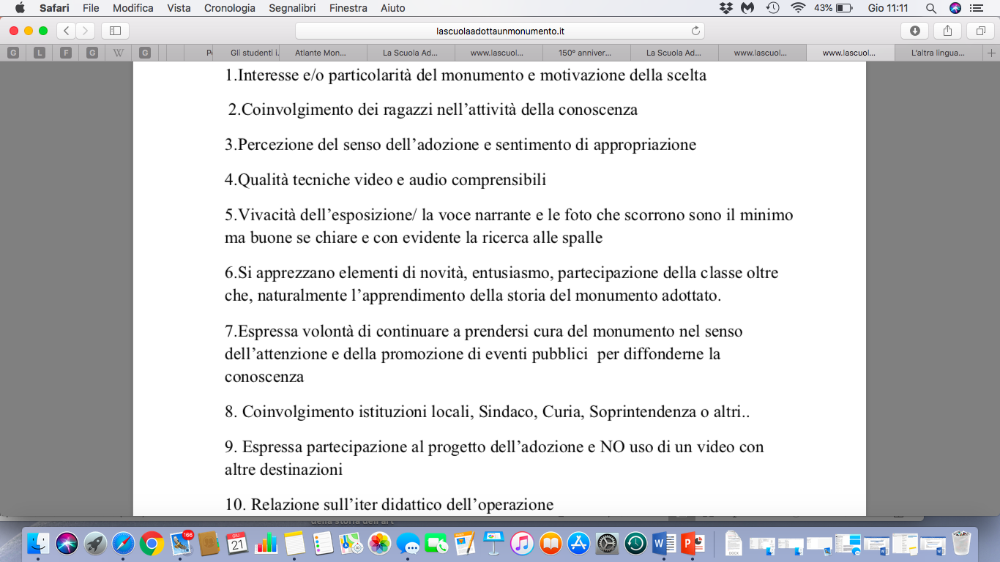 Safari File Modifica Vista Cronologia Segnalibri Finestra Aiuto 43% Gio 11:11
lascuolaadottaunmonumento.it
G L F G W G Gli studenti i. Atlante Mon... La Scuola Ad... www.lascuol... 150° anniver... La Scuola Ad... www.lascuol... www.lascuol... L'altra lingua...
1.Interesse e/o particolarità del monumento e motivazione della scelta
2.Coinvolgimento dei ragazzi nell’attività della conoscenza
3.Percezione del senso dell’adozione e sentimento di appropriazione
4.Qualità tecniche video e audio comprensibili
5.Vivacità dell’esposizione/ la voce narrante e le foto che scorrono sono il minimo
ma buone se chiare e con evidente la ricerca alle spalle
6.Si apprezzano elementi di novità, entusiasmo, partecipazione della classe oltre
che, naturalmente l’apprendimento della storia del monumento adottato.
7.Espressa volontà di continuare a prendersi cura del monumento nel senso
dell’attenzione e della promozione di eventi pubblici per diffonderne la
conoscenza
8. Coinvolgimento istituzioni locali, Sindaco, Curia, Soprintendenza o altri..
9. Espressa partecipazione al progetto dell’adozione e NO uso di un video con
altre destinazioni
10. Relazione sull’iter didattico dell’operazione
della storia dell'art
166
GIU
21
DOCX